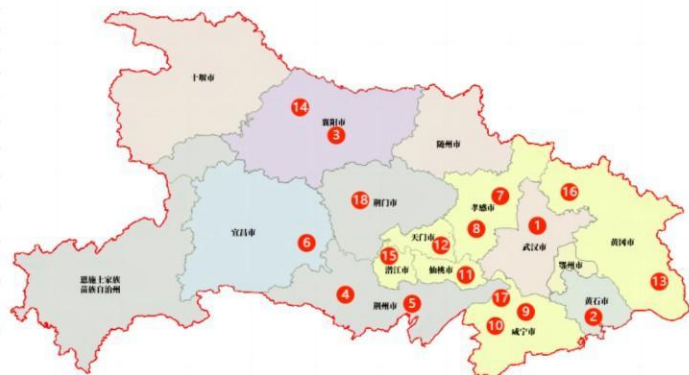 十堰市
14
襄阳市
3
随州市
18
荆门市
7
孝感市
8
16
1
武汉市
黄冈市
宜昌市
6
天门市
12
15
潜江市
仙桃市
11
鄂州市
恩施土家族
苗族自治州
4
荆州市
5
17
9
10
咸宁市
黄石市
2
13